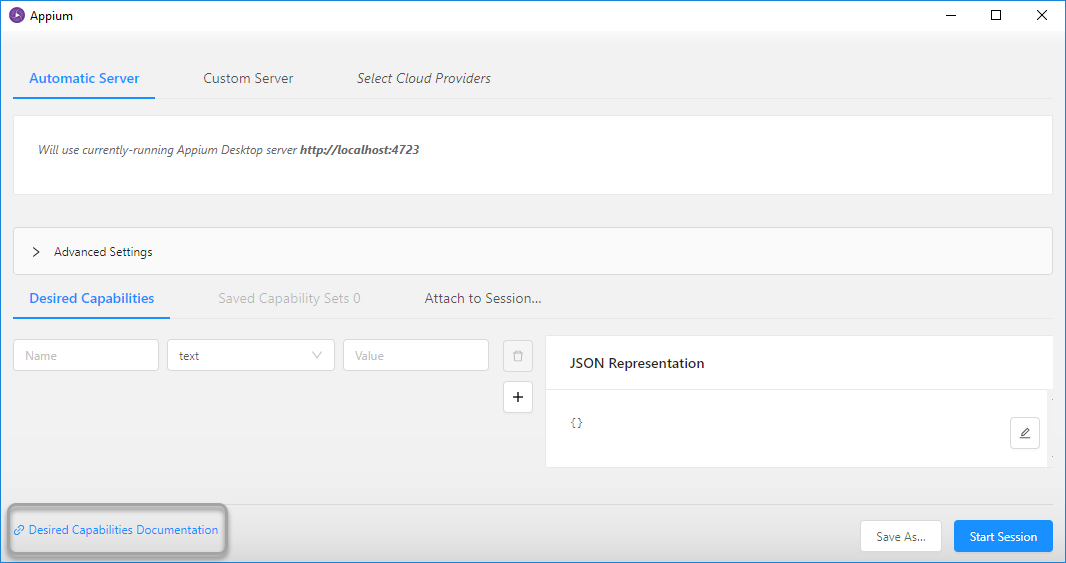 Appium
Automatic Server Custom Server Select Cloud Providers
Will use currently-running Appium Desktop server http://localhost:4723
Advanced Settings
Desired Capabilities Saved Capability Sets 0 Attach to Session...
Name text Value
JSON Representation
{}
Desired Capabilities Documentation
Save As... Start Session